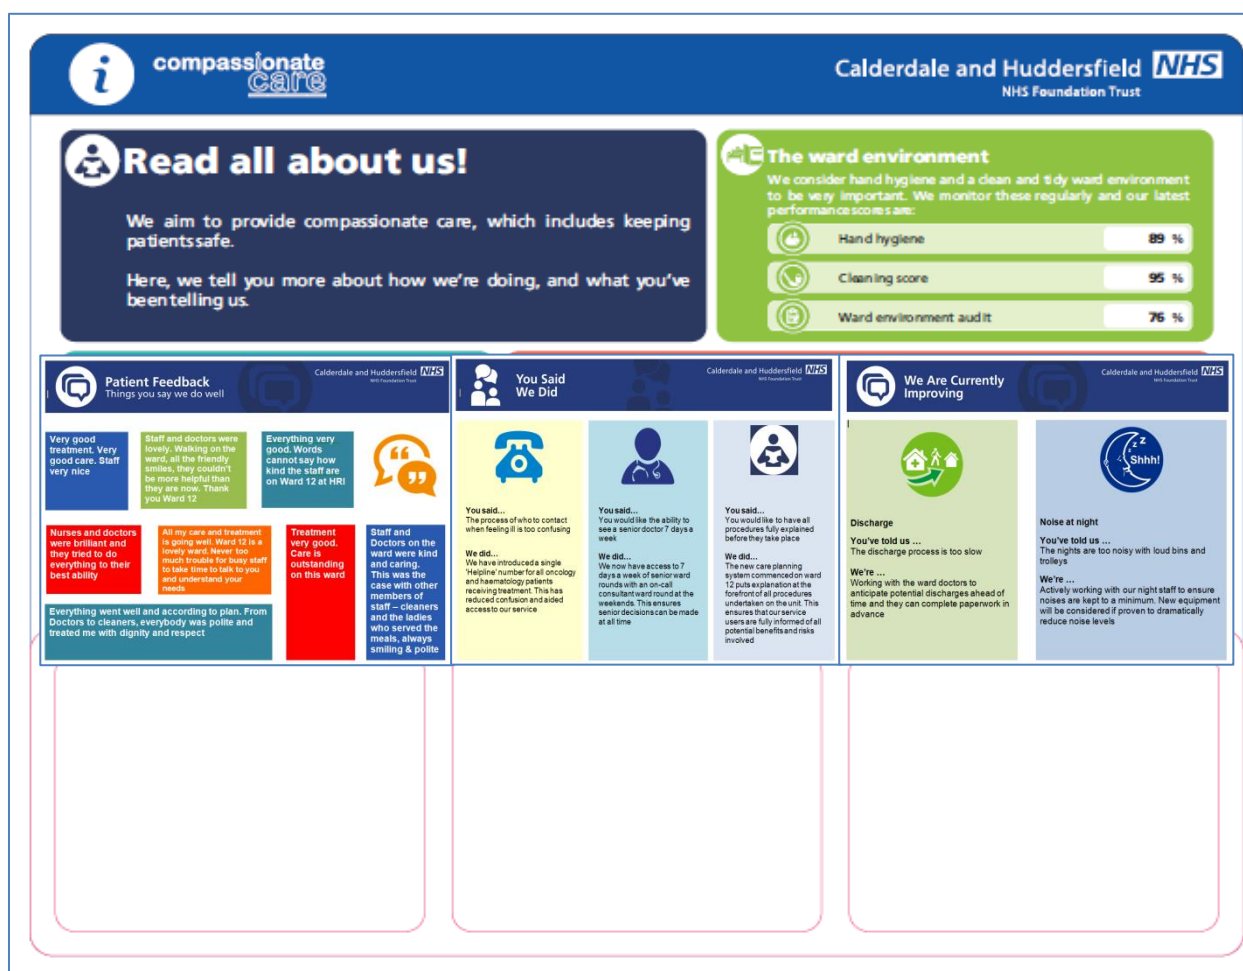 i
compassionate
care
Calderdale and Huddersfield NHS
NHS Foundation Trust
Read all about us!
We aim to provide compassionate care, which includes keeping
patients safe.
Here, we tell you more about how we're doing, and what you've
been telling us.
The ward environment
We consider hand hygiene and a clean and tidy ward environment
to be very important. We monitor these regularly and our latest
performance scores are:
Hand hygiene 89 %
Cleaning score 95 %
Ward environment audit 76 %
Patient Feedback
Things you say we do well
Calderdale and Huddersfield NHS
NHS Foundation Trust
Very good
treatment. Very
good care. Staff
very nice
Staff and doctors were
lovely. Walking on the
ward, all the friendly
smiles, they couldn't
be more helpful than
they are now. Thank
you Ward 12
Everything very
good. Words
cannot say how
kind the staff are
on Ward 12 at HRI
Nurses and doctors
were brilliant and
they tried to do
everything to their
best ability
All my care and treatment
is going well. Ward 12 is a
lovely ward. Never too
much trouble for busy staff
to take time to talk to you
and understand your
needs
Treatment
very good.
Care is
outstanding
on this ward
Staff and
Doctors on the
ward were kind
and caring.
This was the
case with other
members of
staff – cleaners
and the ladies
who served the
meals, always
smiling & polite
Everything went well and according to plan. From
Doctors to cleaners, everybody was polite and
treated me with dignity and respect
You Said
We Did
Calderdale and Huddersfield NHS
NHS Foundation Trust
You said...
The process of who to contact
when feeling ill is too confusing
We did...
We have introduced a single
'Helpline' number for all oncology
and haematology patients
receiving treatment. This has
reduced confusion and aided
access to our service
You said...
You would like the ability to
see a senior doctor 7 days a
week
We did...
We now have access to 7
days a week of senior ward
rounds with an on-call
consultant ward round at the
weekends. This ensures
senior decisions can be made
at all time
You said...
You would like to have all
procedures fully explained
before they take place
We did...
The new care planning
system commenced on ward
12 puts explanation at the
forefront of all procedures
undertaken on the unit. This
ensures that our service
users are fully informed of all
potential benefits and risks
involved
We Are Currently
Improving
Calderdale and Huddersfield NHS
NHS Foundation Trust
Discharge
You've told us ...
The discharge process is too slow
We're ...
Working with the ward doctors to
anticipate potential discharges ahead of
time and they can complete paperwork in
advance
z z z
Shhh!
Noise at night
You've told us ...
The nights are too noisy with loud bins and
trolleys
We're ...
Actively working with our night staff to ensure
noises are kept to a minimum. New equipment
will be considered if proven to dramatically
reduce noise levels